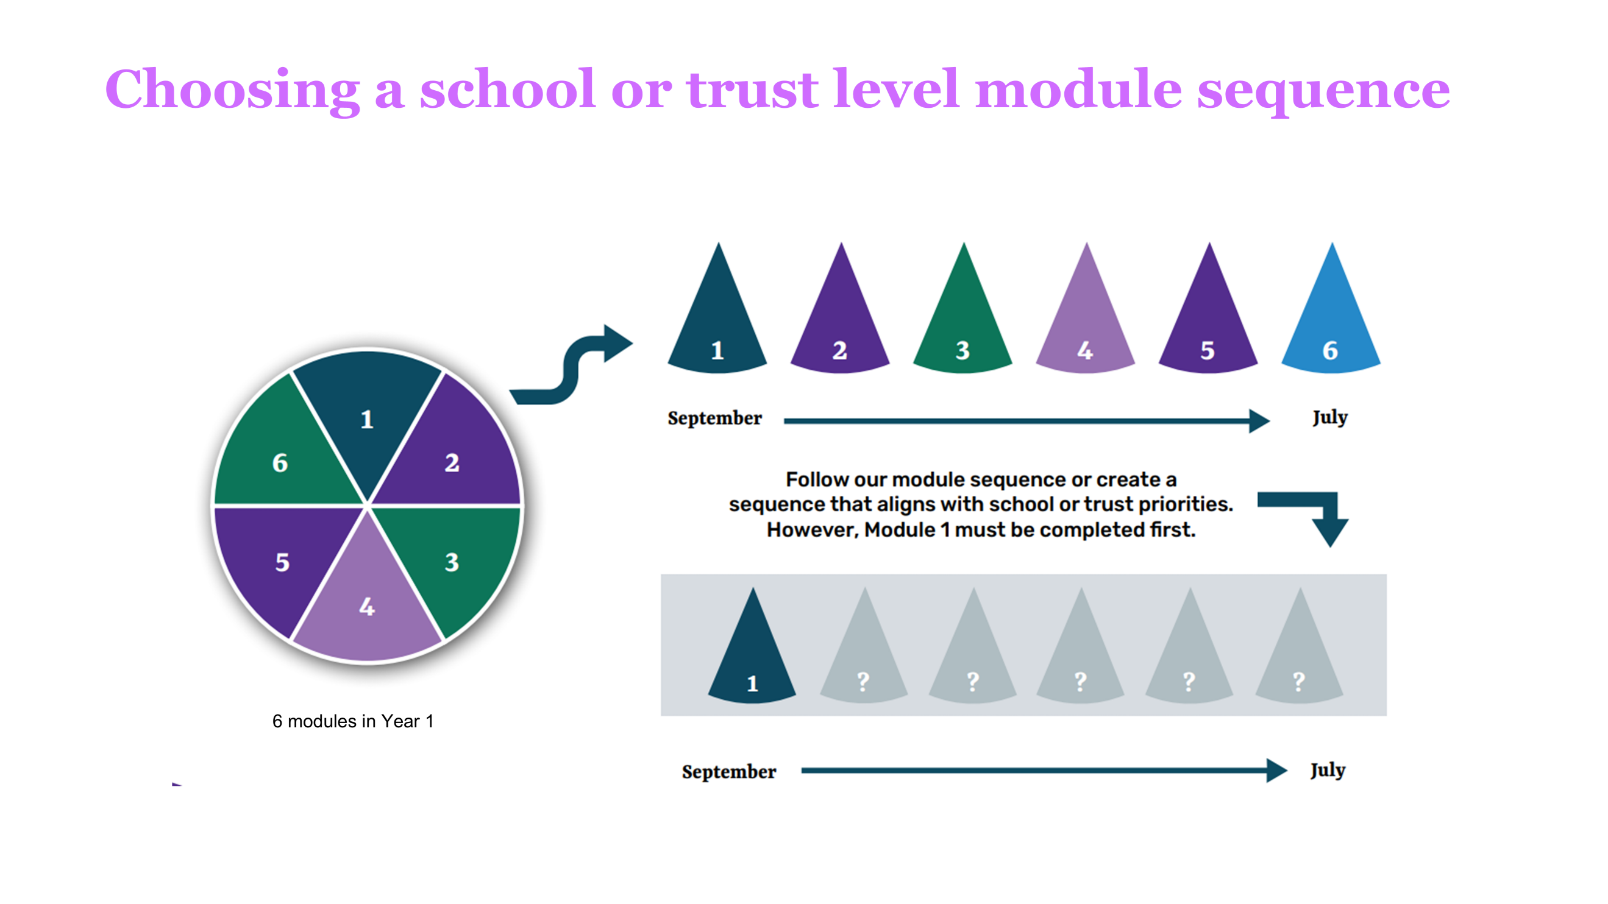 Choosing a school or trust level module sequence
1
2
3
4
5
6
6 modules in Year 1
1 2 3 4 5 6
September July
Follow our module sequence or create a
sequence that aligns with school or trust priorities.
However, Module 1 must be completed first.
1 ? ? ? ? ?
September July